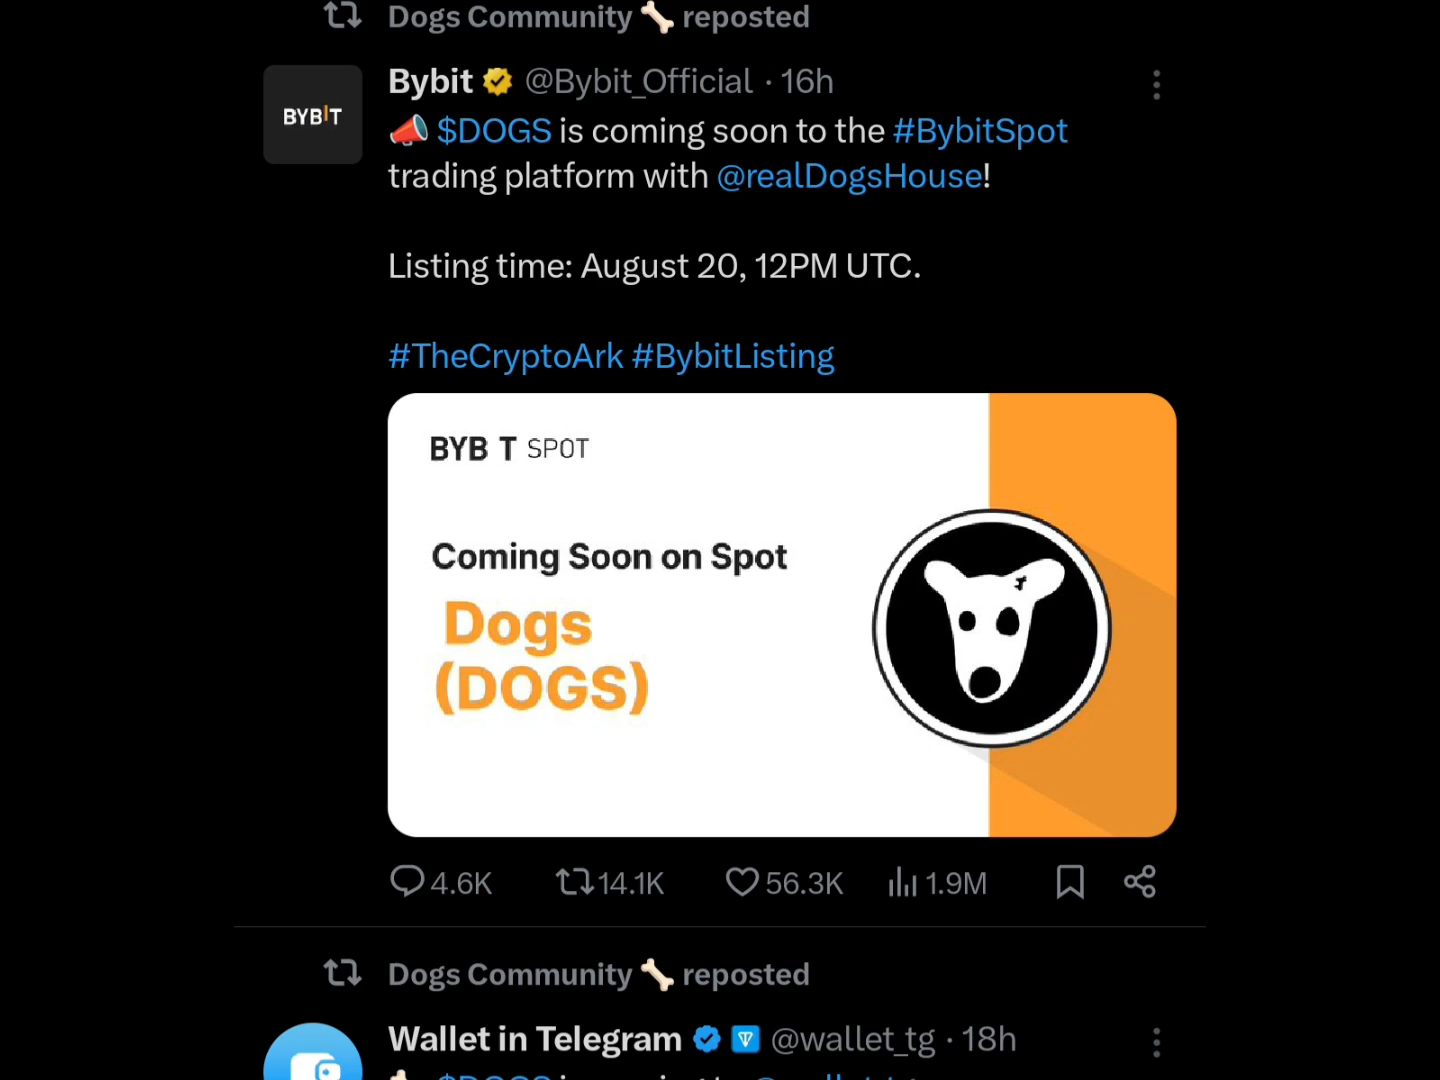 Dogs Community 🦴 reposted
BYBIT
Bybit @Bybit_Official · 16h
📣 $DOGS is coming soon to the #BybitSpot
trading platform with @realDogsHouse!
Listing time: August 20, 12PM UTC.
#TheCryptoArk #BybitListing
BYB T SPOT
Coming Soon on Spot
Dogs
(DOGS)
4.6K 14.1K 56.3K 1.9M
Dogs Community 🦴 reposted
Wallet in Telegram @wallet_tg · 18h